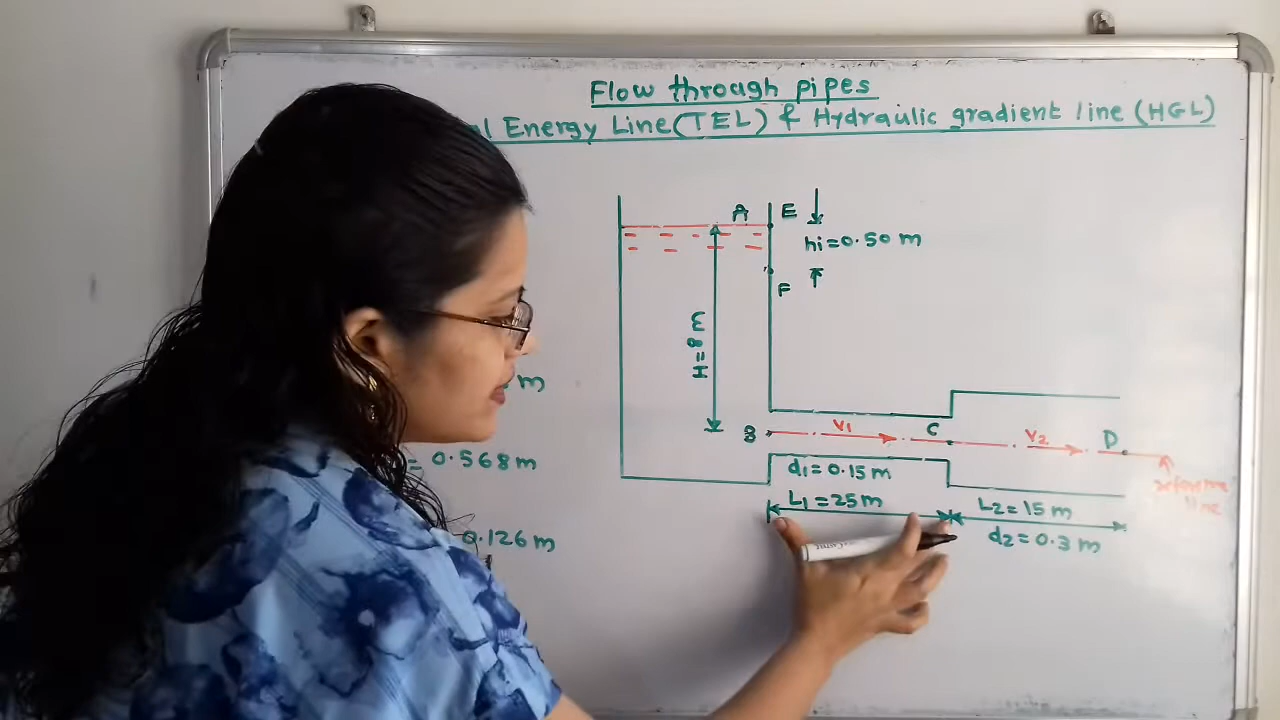 Flow through pipes
al Energy Line (TEL) & Hydraulic gradient line (HGL)
A
E
hi = 0.50 m
F
H = 8 m
m
= 0.568 m
0.126 m
B
V1
C
V2
D
line
d1 = 0.15 m
L1 = 25 m
L2 = 15 m
d2 = 0.3 m